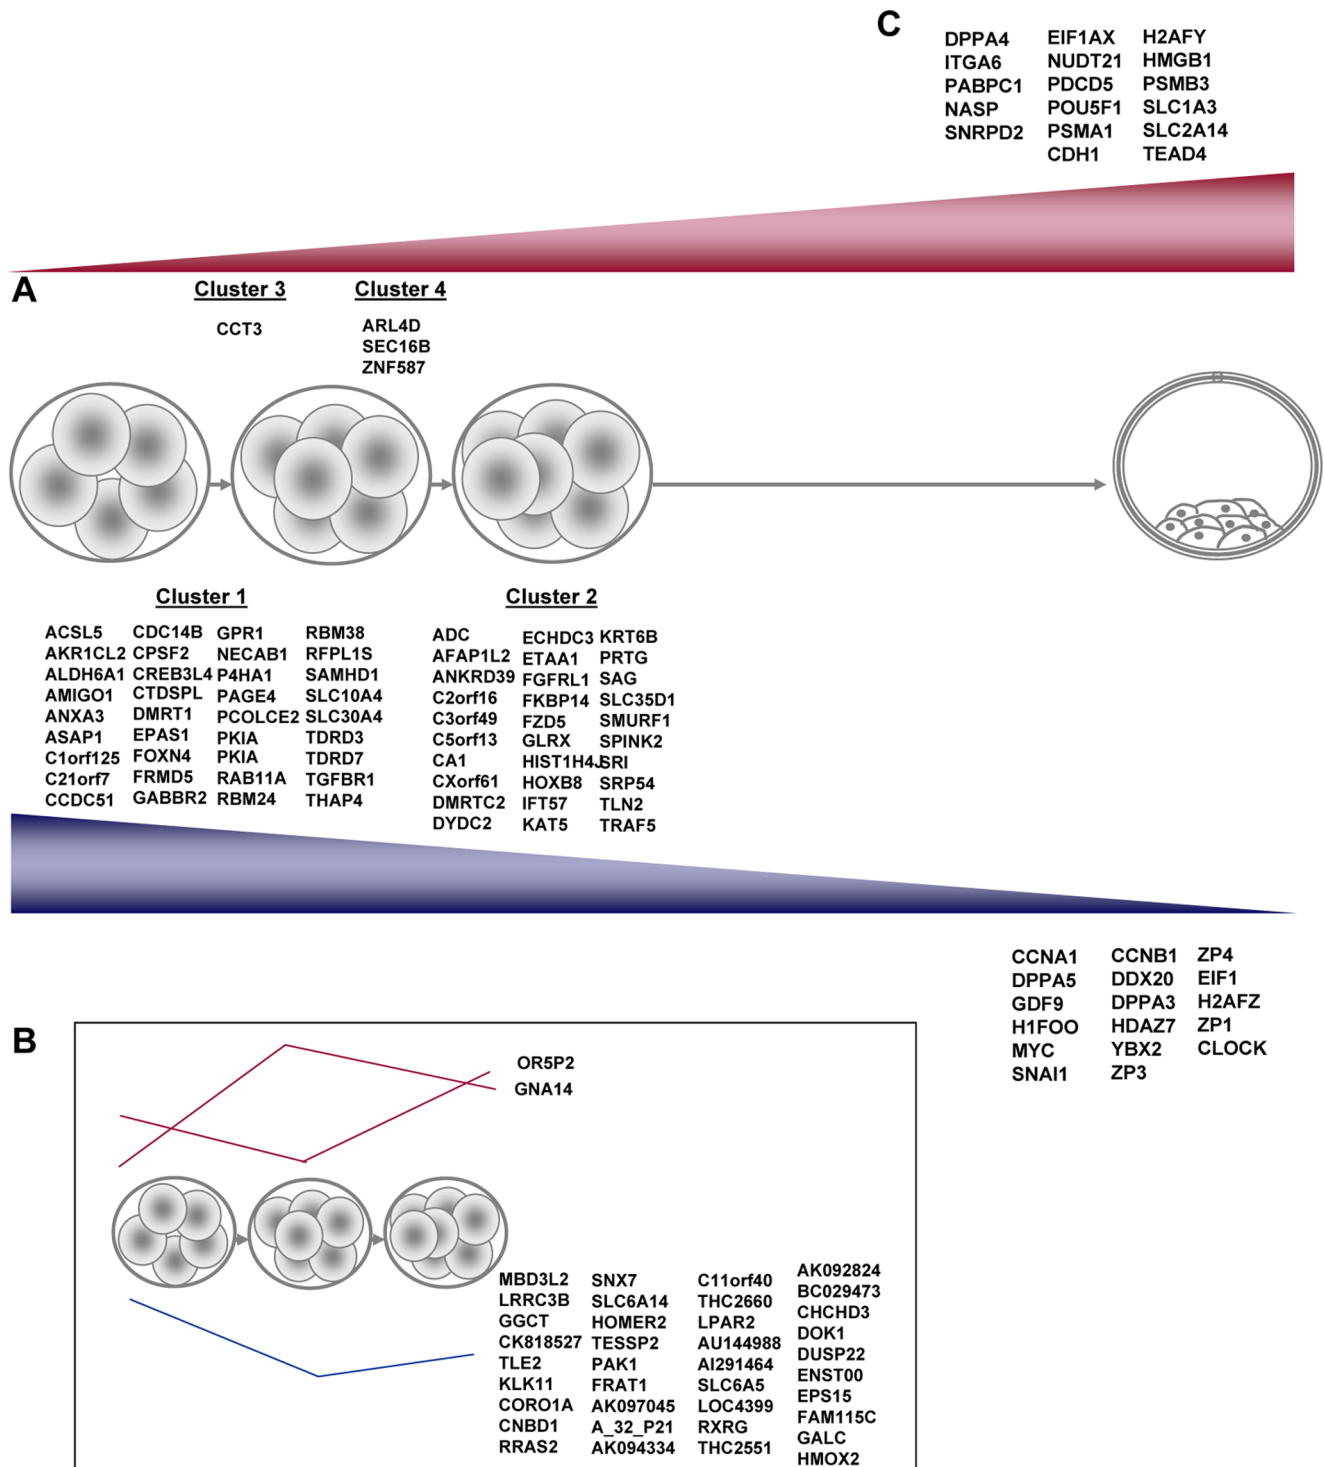 C
DPPA4 EIF1AX H2AFY
ITGA6 NUDT21 HMGB1
PABPC1 PDCD5 PSMB3
NASP POU5F1 SLC1A3
SNRPD2 PSMA1 SLC2A14
CDH1 TEAD4
A
Cluster 3 Cluster 4
CCT3 ARL4D
SEC16B
ZNF587
Cluster 1
ACSL5 CDC14B GPR1 RBM38
AKR1CL2 CPSF2 NECAB1 RFPL1S
ALDH6A1 CREB3L4 P4HA1 SAMHD1
AMIGO1 CTDSPL PAGE4 SLC10A4
ANXA3 DMRT1 PCOLCE2 SLC30A4
ASAP1 EPAS1 PKIA TDRD3
C1orf125 FOXN4 PKIA TDRD7
C21orf7 FRMD5 RAB11A TGFBR1
CCDC51 GABBR2 RBM24 THAP4
Cluster 2
ADC ECHDC3 KRT6B
AFAP1L2 ETAA1 PRTG
ANKRD39 FGFRL1 SAG
C2orf16 FKBP14 SLC35D1
C3orf49 FZD5 SMURF1
C5orf13 GLRX SPINK2
CA1 HIST1H4J SRI
CXorf61 HOXB8 SRP54
DMRTC2 IFT57 TLN2
DYDC2 KAT5 TRAF5
CCNA1 CCNB1 ZP4
DPPA5 DDX20 EIF1
GDF9 DPPA3 H2AFZ
H1FOO HDAZ7 ZP1
MYC YBX2 CLOCK
SNAI1 ZP3
B
OR5P2
GNA14
MBD3L2 SNX7 C11orf40 AK092824
LRRC3B SLC6A14 THC2660 BC029473
GGCT HOMER2 LPAR2 CHCHD3
CK818527 TESSP2 AU144988 DOK1
TLE2 PAK1 AI291464 DUSP22
KLK11 FRAT1 SLC6A5 ENST00
CORO1A AK097045 LOC4399 EPS15
CNBD1 A_32_P21 RXRG FAM115C
RRAS2 AK094334 THC2551 GALC
HMOX2